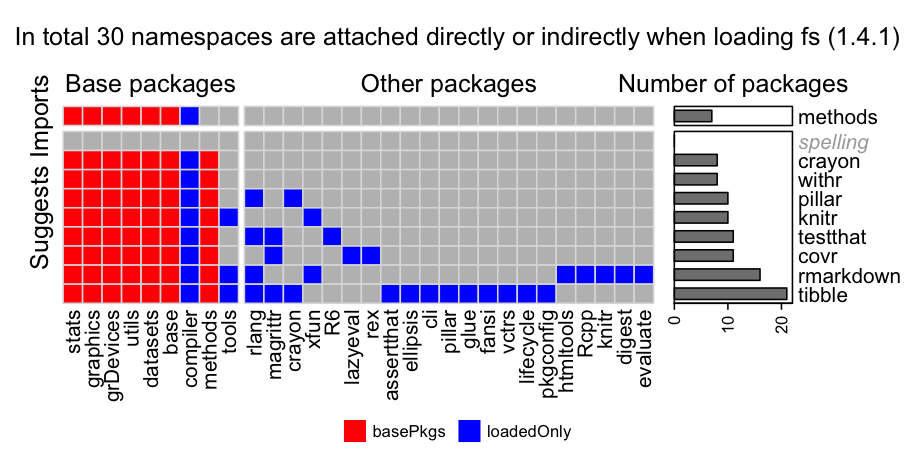 In total 30 namespaces are attached directly or indirectly when loading fs (1.4.1)
Base packages
Other packages
Number of packages
Imports
Suggests
methods
spelling
crayon
withr
pillar
knitr
testthat
covr
rmarkdown
tibble
0
10
20
stats
graphics
grDevices
utils
datasets
base
compiler
methods
tools
rlang
magrittr
crayon
xfun
R6
lazyeval
rex
assertthat
ellipsis
cli
pillar
glue
fansi
vctrs
lifecycle
pkgconfig
htmltools
Rcpp
knitr
digest
evaluate
basePkgs
loadedOnly